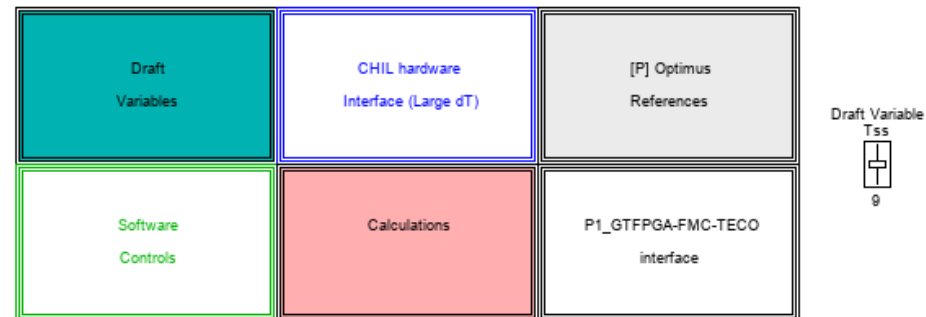 Draft
Variables
CHIL hardware
Interface (Large dT)
[P] Optimus
References
Draft Variable
Tss
9
Software
Controls
Calculations
P1_GTFPGA-FMC-TECO
interface